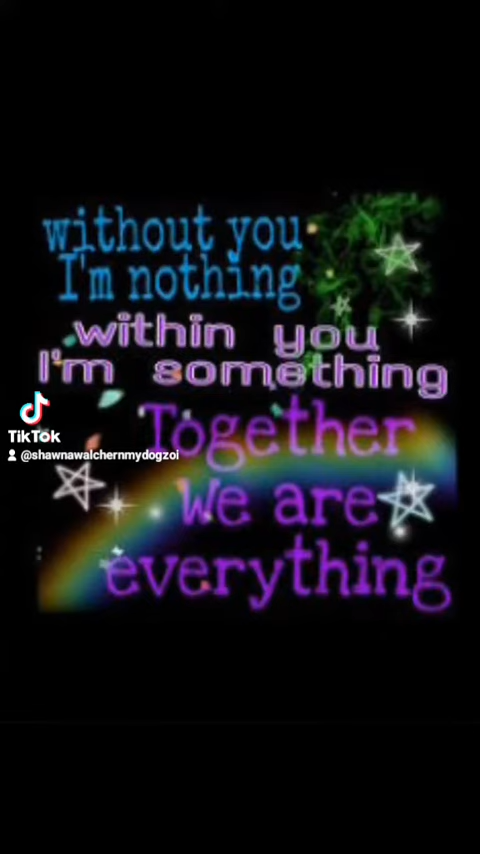 without you
I'm nothing
within you
I'm something
Together
We are
everything
TikTok
@shawnawalchernmydogzoi